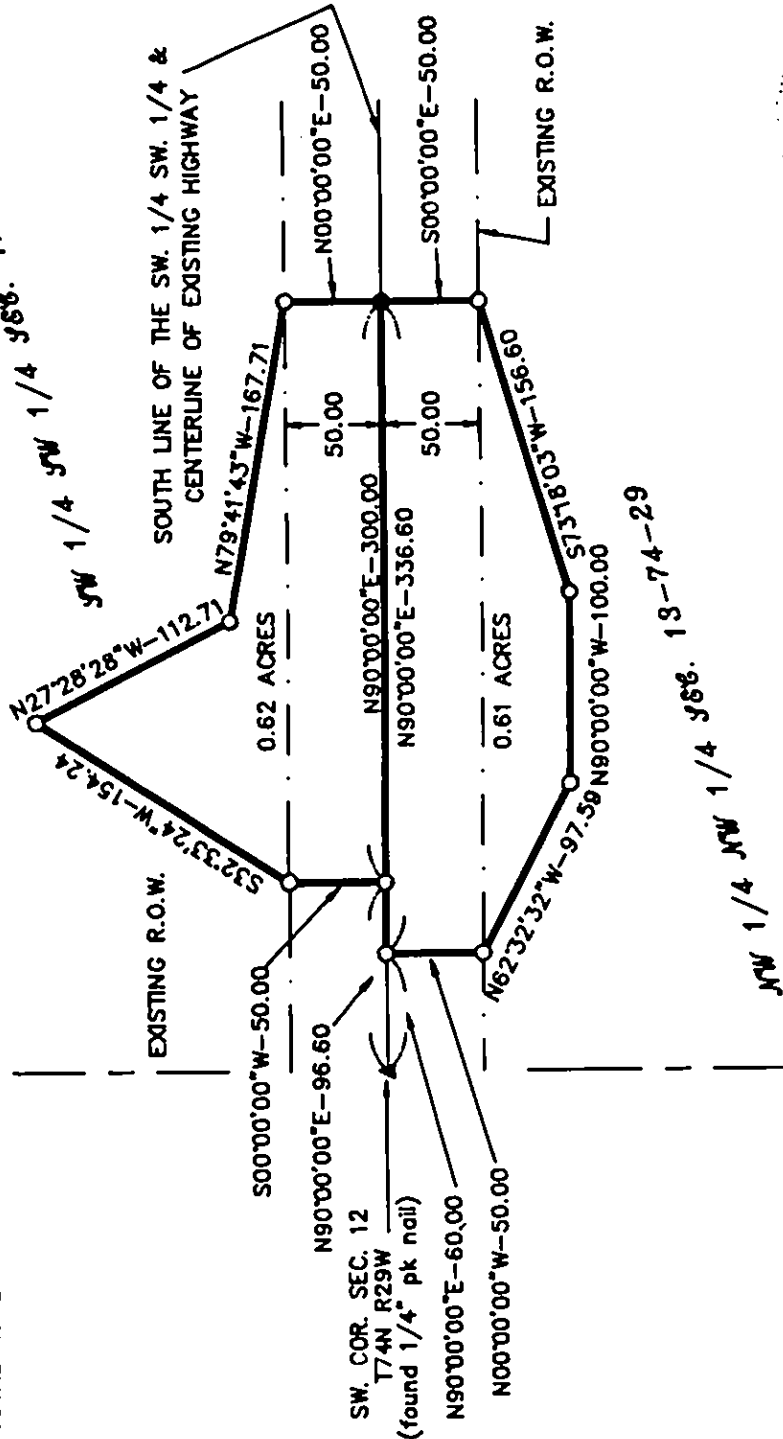 SW 1/4 SW 1/4 SEC.
SOUTH LINE OF THE SW. 1/4 SW. 1/4 &
CENTERLINE OF EXISTING HIGHWAY
N27°28'28"W-112.71
S32°33'24"W-154.24
N79°41'43"W-167.71
N00°00'00"E-50.00
EXISTING R.O.W.
0.62 ACRES
50.00
S00°00'00"W-50.00
N90°00'00"E-96.60
N90°00'00"E-300.00
N90°00'00"E-336.60
50.00
S00°00'00"E-50.00
SW. COR. SEC. 12
T74N R29W
(found 1/4" pk nail)
0.61 ACRES
EXISTING R.O.W.
N90°00'00"E-60.00
N00°00'00"W-50.00
N62°32'32"W-97.59
N90°00'00"W-100.00
S73°18'03"W-156.60
NW 1/4 NW 1/4 SEC. 13-74-29